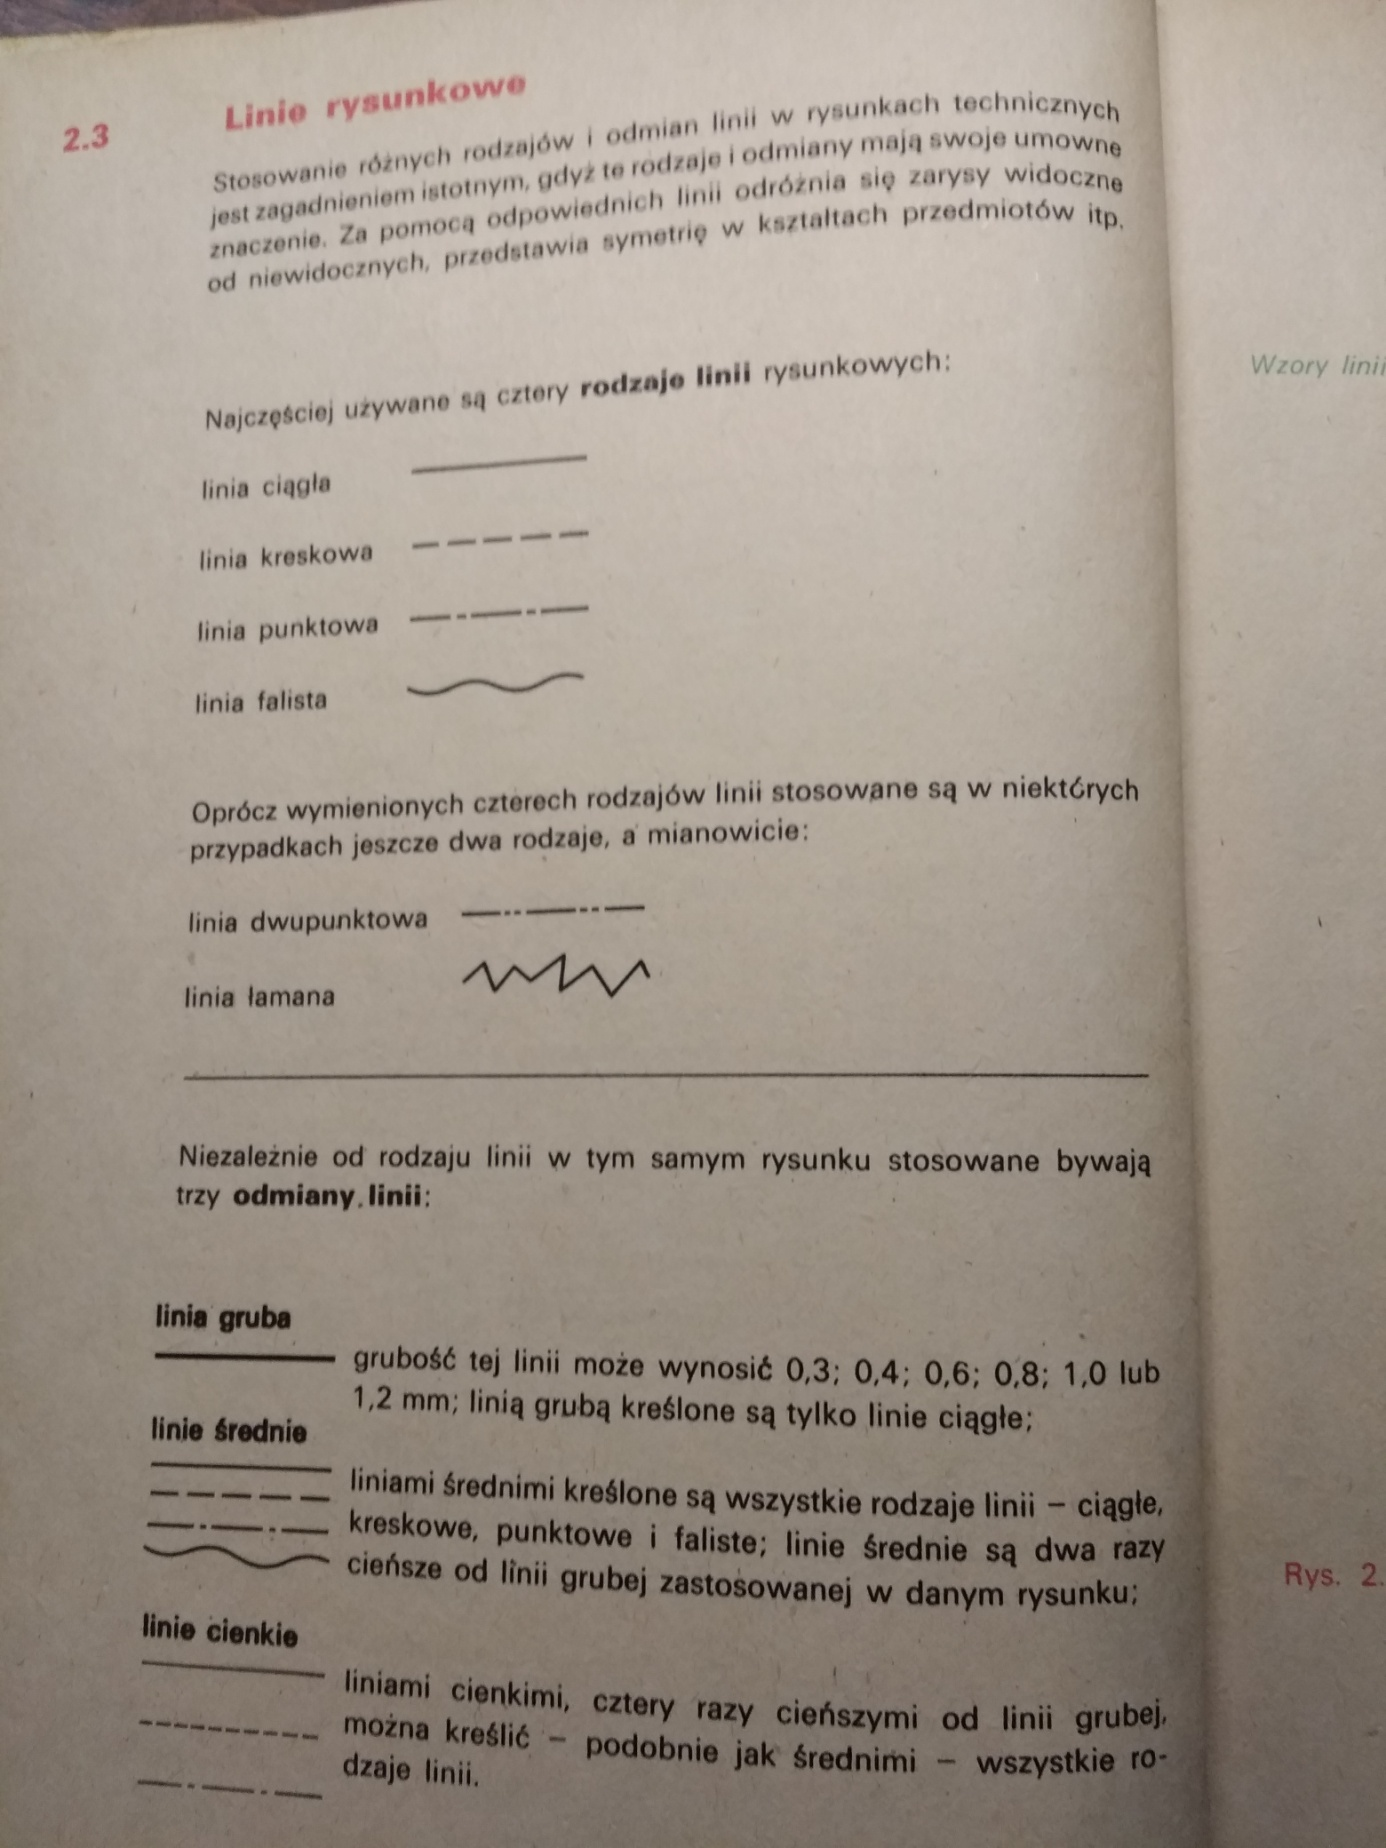 2.3
Linie rysunkowe
Stosowanie różnych rodzajów i odmian linii w rysunkach technicznych
jest zagadnieniem istotnym, gdyż te rodzaje i odmiany mają swoje umowne
znaczenie. Za pomocą odpowiednich linii odróżnia się zarysy widoczne
od niewidocznych, przedstawia symetrię w kształtach przedmiotów itp.
Najczęściej używane są cztery rodzaje linii rysunkowych:
linia ciągła
linia kreskowa
linia punktowa
linia falista
Oprócz wymienionych czterech rodzajów linii stosowane są w niektórych
przypadkach jeszcze dwa rodzaje, a mianowicie:
linia dwupunktowa
linia łamana
Niezależnie od rodzaju linii w tym samym rysunku stosowane bywają
trzy odmiany linii:
linia gruba
grubość tej linii może wynosić 0,3; 0,4; 0,6; 0,8; 1,0 lub
1,2 mm; linią grubą kreślone są tylko linie ciągłe;
linie średnie
liniami średnimi kreślone są wszystkie rodzaje linii – ciągłe,
kreskowe, punktowe i faliste; linie średnie są dwa razy
cieńsze od linii grubej zastosowanej w danym rysunku;
linie cienkie
liniami cienkimi, cztery razy cieńszymi od linii grubej,
można kreślić – podobnie jak średnimi – wszystkie ro-
dzaje linii.
Wzory linii
Rys. 2.